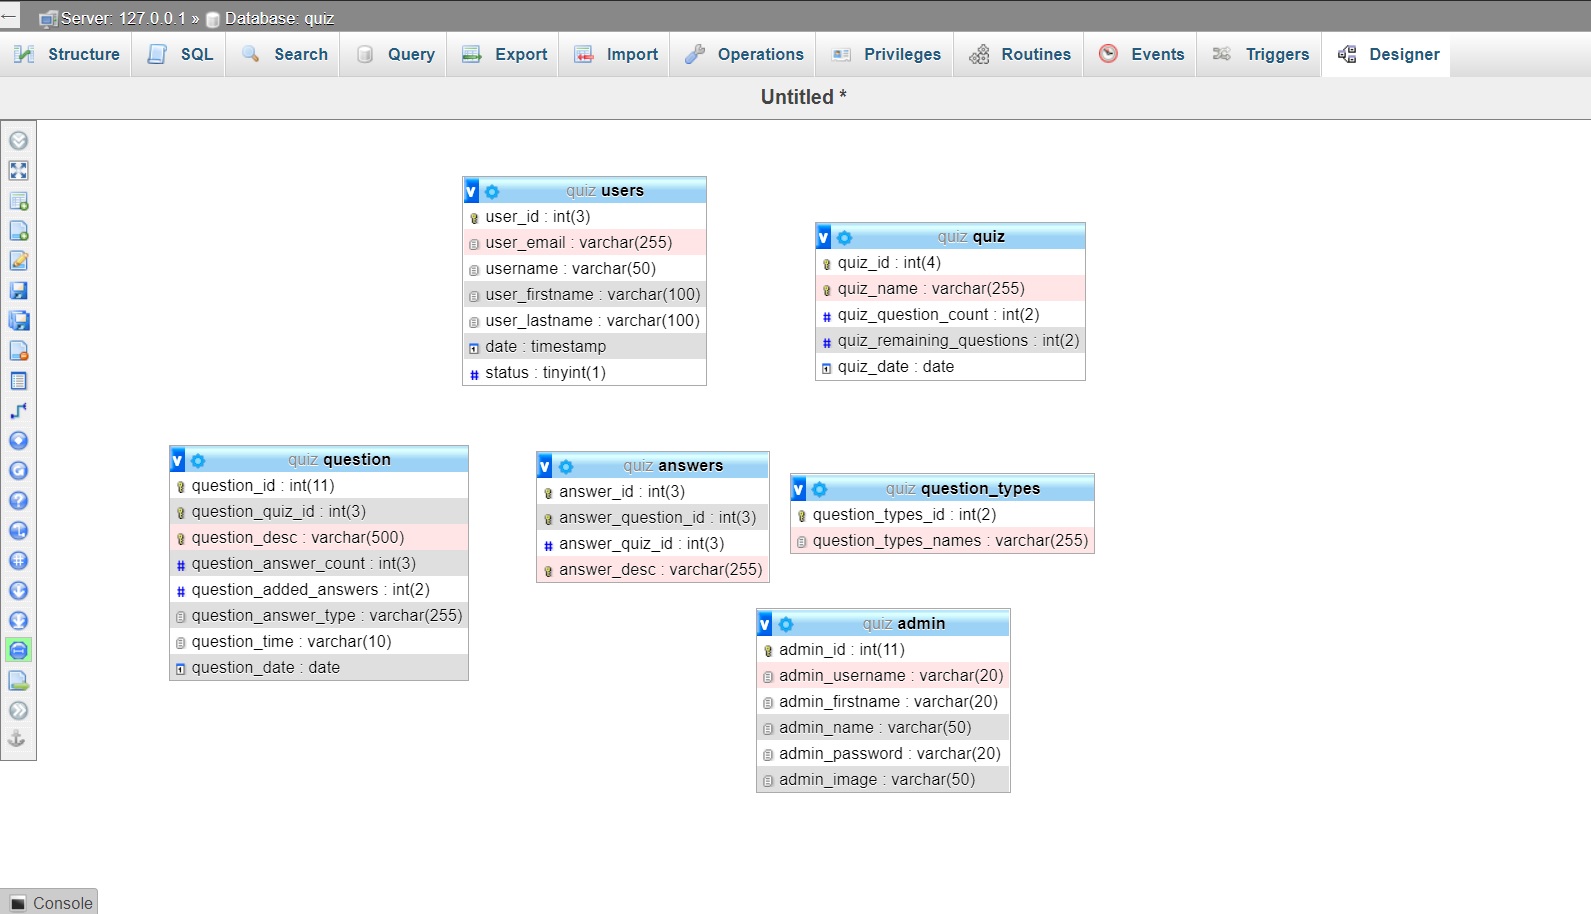 Server: 127.0.0.1 » Database: quiz
Structure SQL Search Query Export Import Operations Privileges Routines Events Triggers Designer
Untitled *
quiz users
user_id : int(3)
user_email : varchar(255)
username : varchar(50)
user_firstname : varchar(100)
user_lastname : varchar(100)
date : timestamp
status : tinyint(1)
quiz quiz
quiz_id : int(4)
quiz_name : varchar(255)
quiz_question_count : int(2)
quiz_remaining_questions : int(2)
quiz_date : date
quiz question
question_id : int(11)
question_quiz_id : int(3)
question_desc : varchar(500)
question_answer_count : int(3)
question_added_answers : int(2)
question_answer_type : varchar(255)
question_time : varchar(10)
question_date : date
quiz answers
answer_id : int(3)
answer_question_id : int(3)
answer_quiz_id : int(3)
answer_desc : varchar(255)
quiz question_types
question_types_id : int(2)
question_types_names : varchar(255)
quiz admin
admin_id : int(11)
admin_username : varchar(20)
admin_firstname : varchar(20)
admin_name : varchar(50)
admin_password : varchar(20)
admin_image : varchar(50)
Console